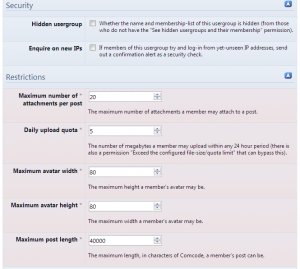 Security
Hidden usergroup
Whether the name and membership-list of this usergroup is hidden (from those
who do not have the "See hidden usergroups and their membership" permission).
Enquire on new IPs
If members of this usergroup try and log-in from yet-unseen IP addresses, send
out a confirmation alert as a security check.
Restrictions
Maximum number of
attachments per post *
20
The maximum number of attachments a member may attach to a post.
Daily upload quota *
5
The number of megabytes a member may upload within any 24 hour period (there is
also a permission "Exceed the configured file-size/quota limit" that can bypass this).
Maximum avatar width *
80
The maximum height a member's avatar may be.
Maximum avatar height *
80
The maximum width a member's avatar may be.
Maximum post length *
40000
The maximum length, in characters of Comcode, a member's post can be.